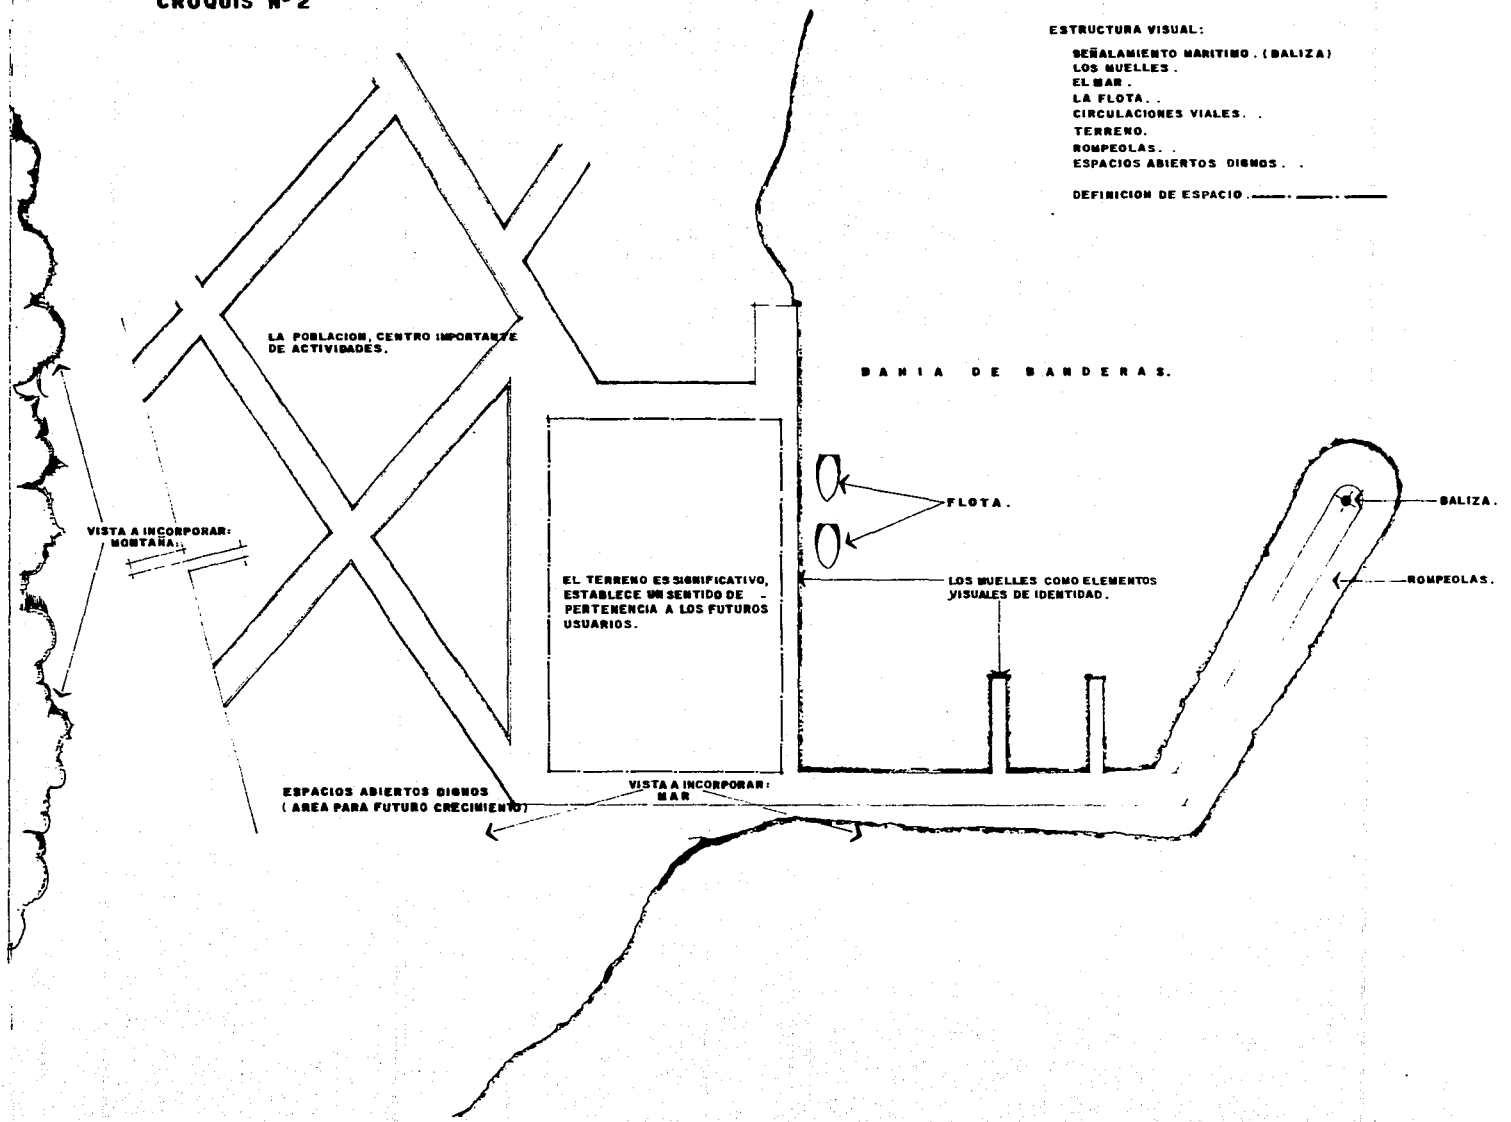 CROQUIS Nº 2
ESTRUCTURA VISUAL:
SEÑALAMIENTO MARITIMO. (BALIZA)
LOS MUELLES.
EL MAR.
LA FLOTA. .
CIRCULACIONES VIALES. .
TERRENO.
ROMPEOLAS. .
ESPACIOS ABIERTOS DIGNOS. .
DEFINICION DE ESPACIO.
LA POBLACION, CENTRO IMPORTANTE
DE ACTIVIDADES.
BAHIA DE BANDERAS.
FLOTA.
BALIZA.
VISTA A INCORPORAR:
MONTAÑA.
EL TERRENO ES SIGNIFICATIVO,
ESTABLECE UN SENTIDO DE -
PERTENENCIA A LOS FUTUROS
USUARIOS.
LOS MUELLES COMO ELEMENTOS
VISUALES DE IDENTIDAD.
ROMPEOLAS.
ESPACIOS ABIERTOS DIGNOS
( AREA PARA FUTURO CRECIMIENTO)
VISTA A INCORPORAR:
MAR